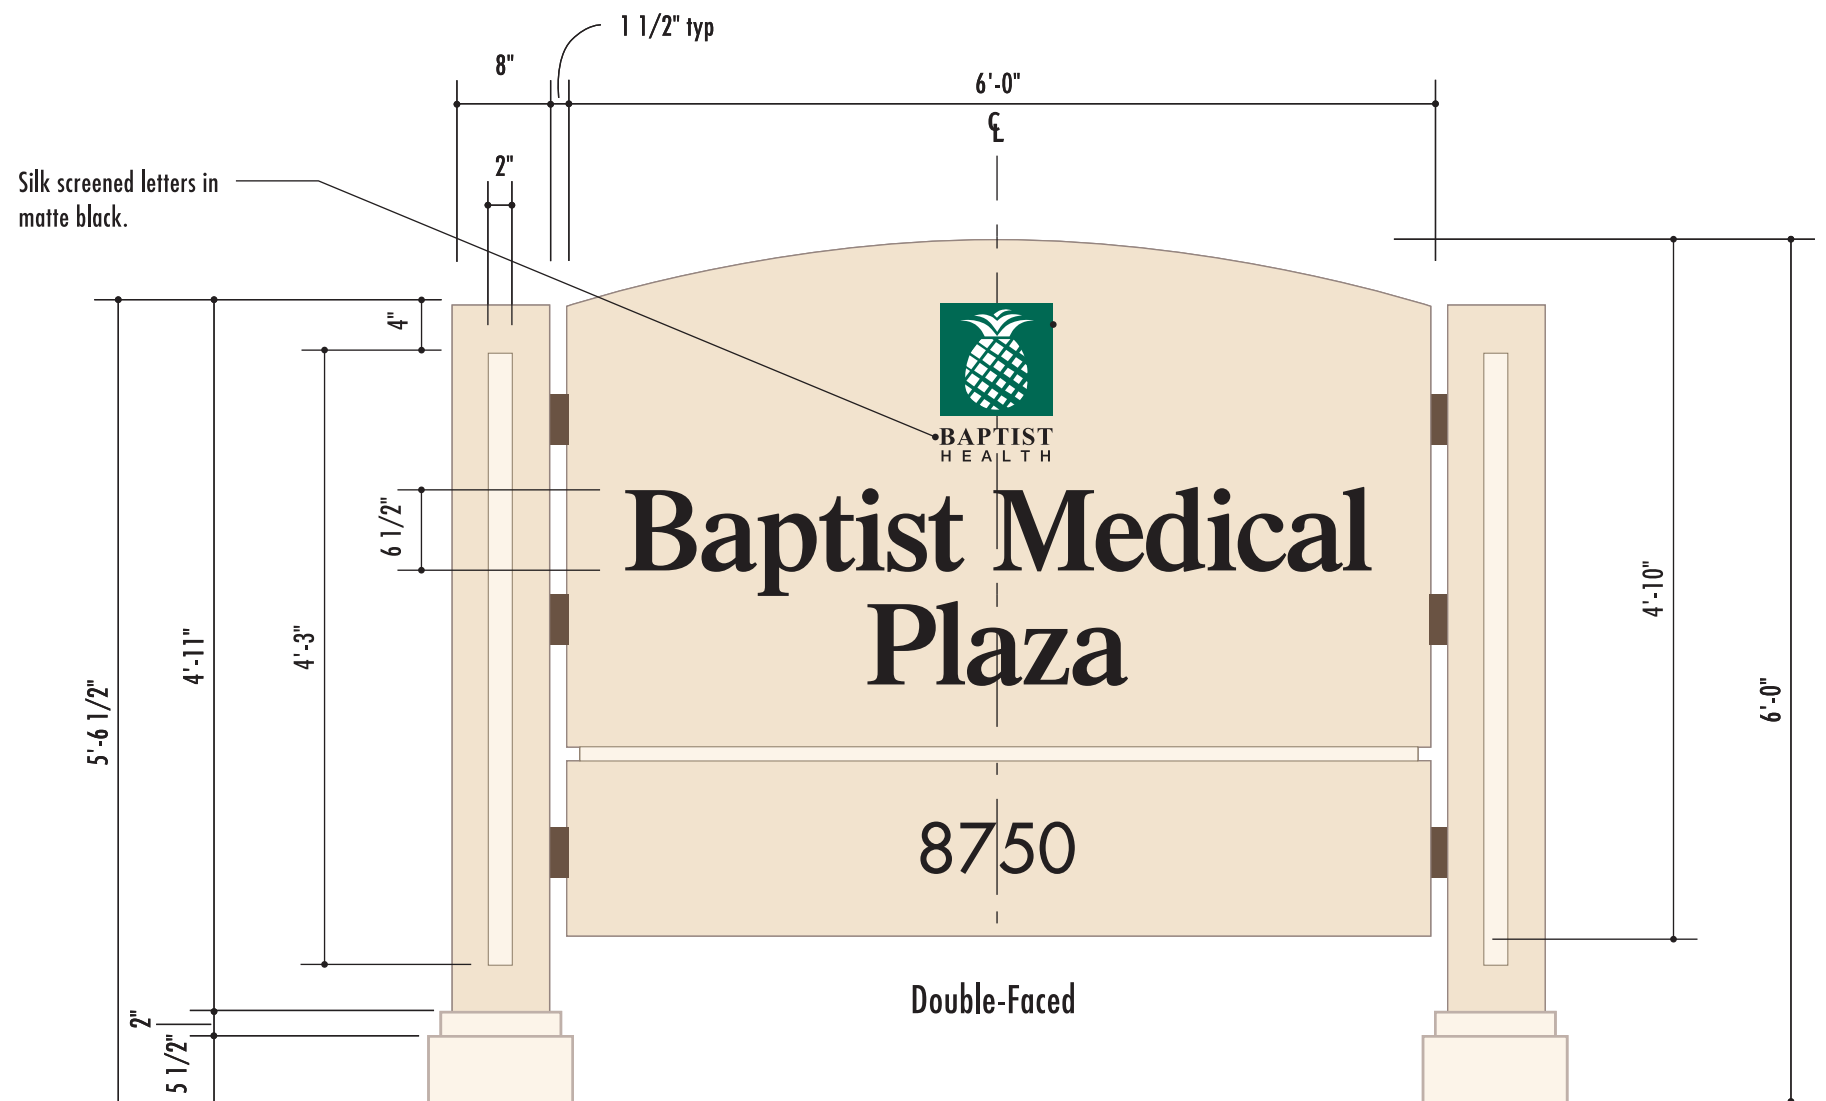 1 1/2" typ
8"
6'-0"
℄
2"
Silk screened letters in
matte black.
4"
BAPTIST
HEALTH
6 1/2"
Baptist Medical
Plaza
4'-10"
4'-3"
4'-11"
5'-6 1/2"
6'-0"
8750
Double-Faced
2"
5 1/2"